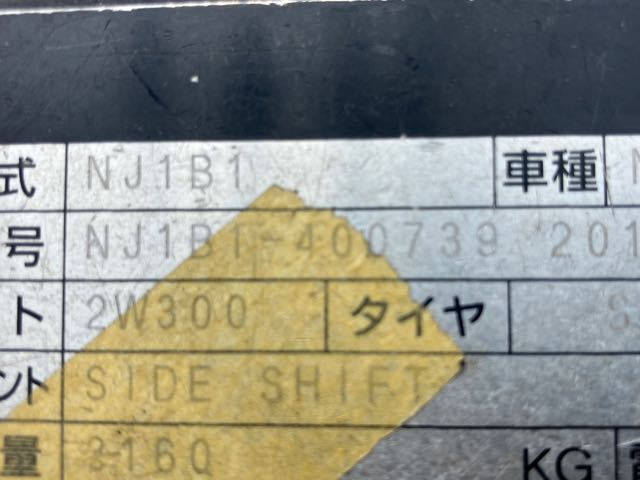 式 NJ1B1 車種 N
号 NJ1B1-400739 201
ト 2W300 タイヤ S
ント SIDE SHIFT
量 3160 KG